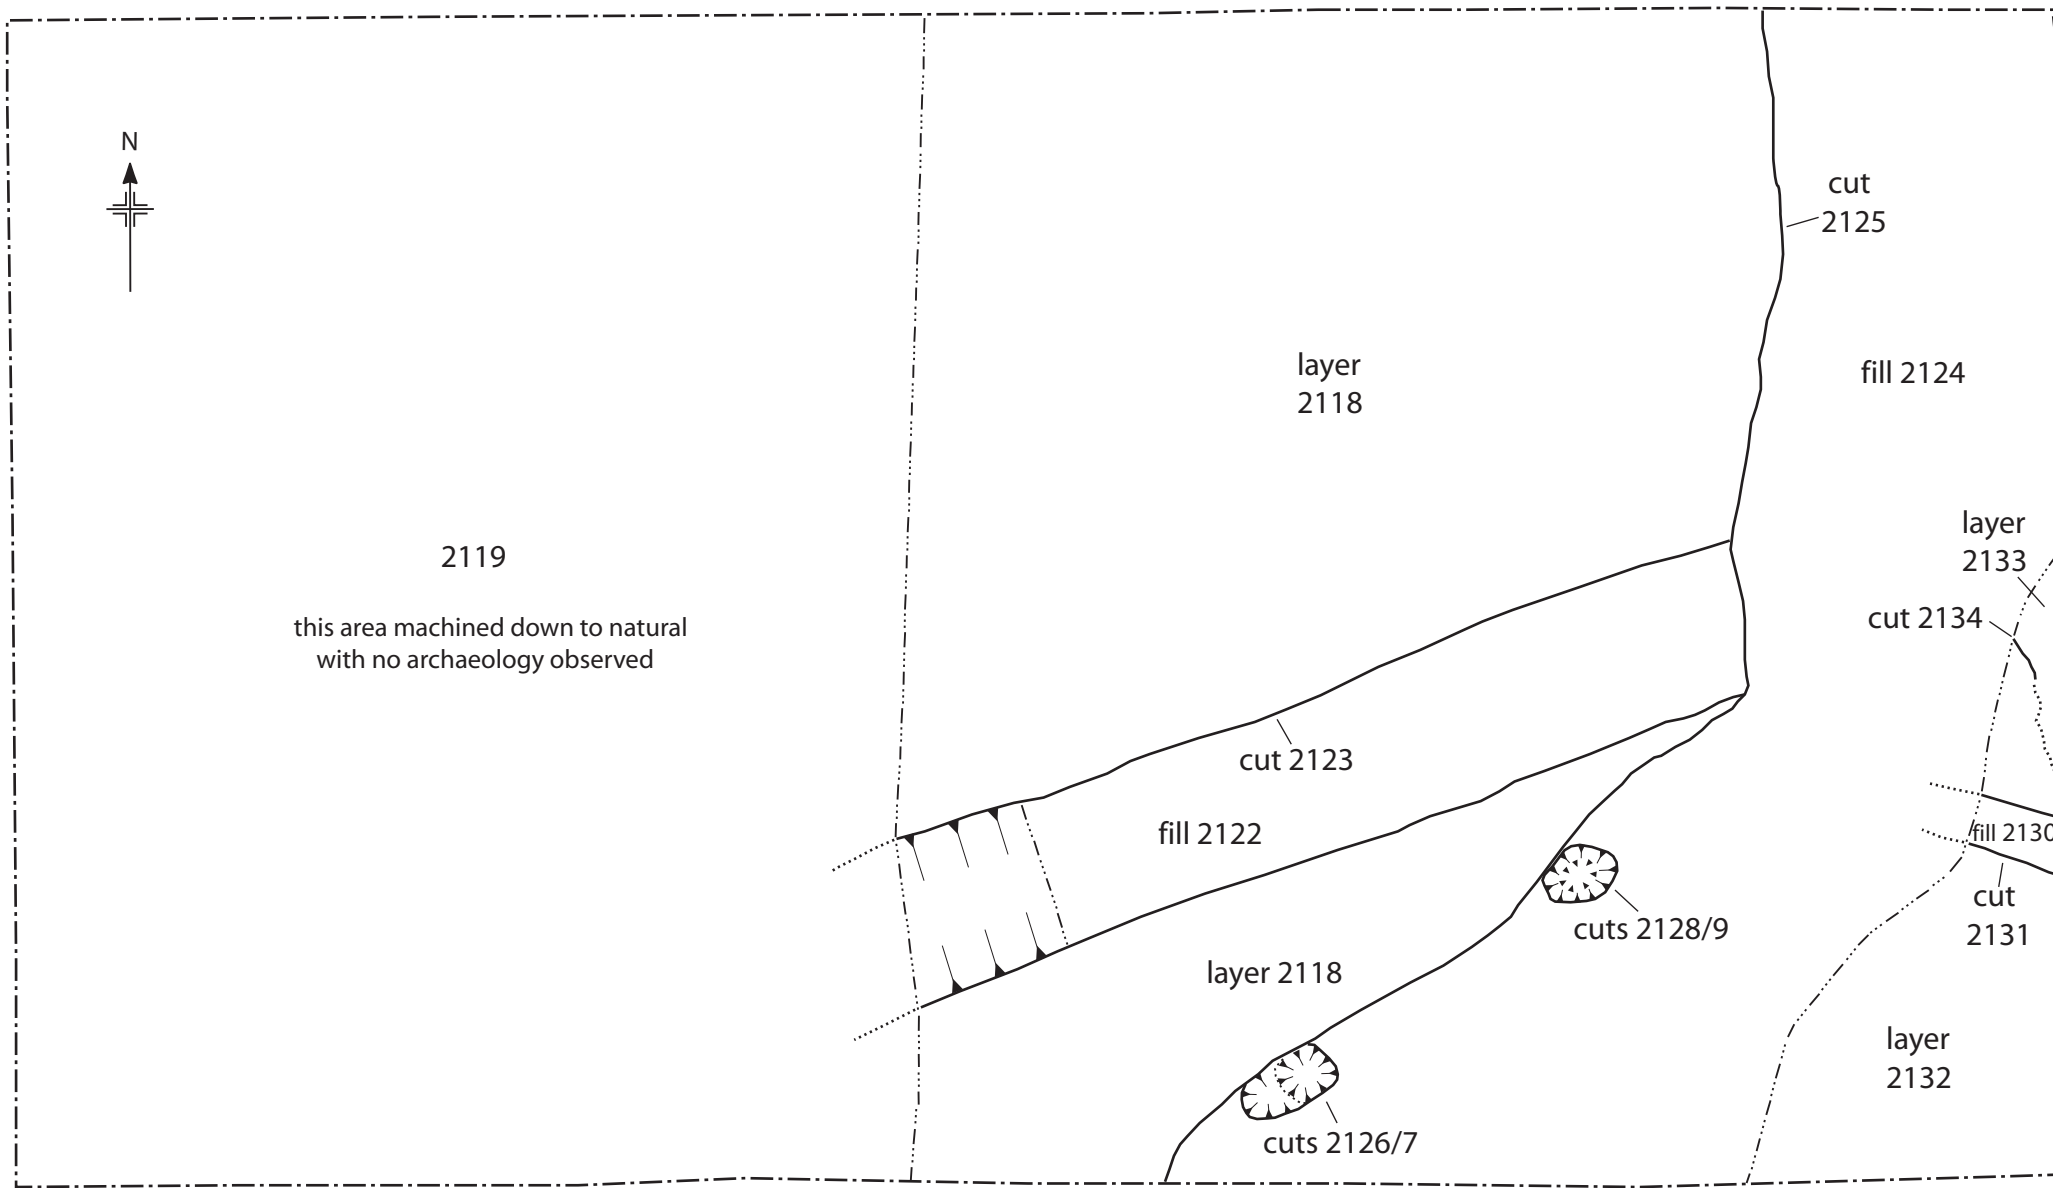 N
cut
2125
layer
2118
fill 2124
layer
2133
2119
cut 2134
this area machined down to natural
with no archaeology observed
cut 2123
fill 2122
fill 2130
cut
2131
cuts 2128/9
layer 2118
layer
2132
cuts 2126/7